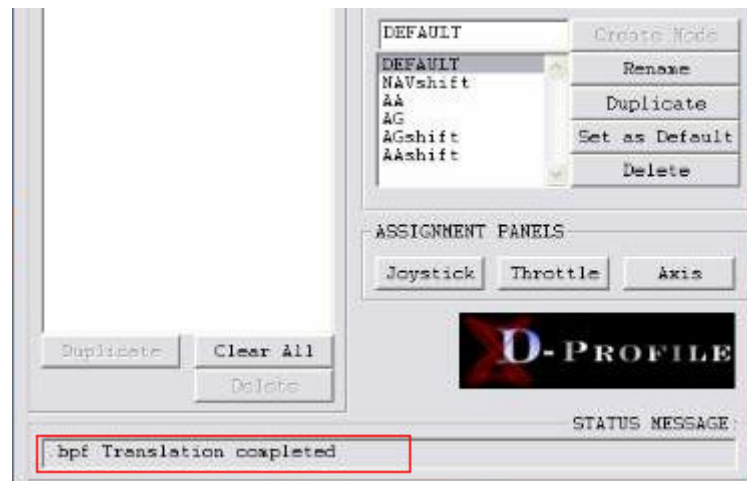 DEFAULT
Create Mode
DEFAULT
NAVshift
AA
AG
AGshift
AAshift
Rename
Duplicate
Set as Default
Delete
ASSIGNMENT PANELS
Joystick Throttle Axis
D-PROFILE
Duplicate Clear All
Delete
STATUS MESSAGE
bpf Translation completed